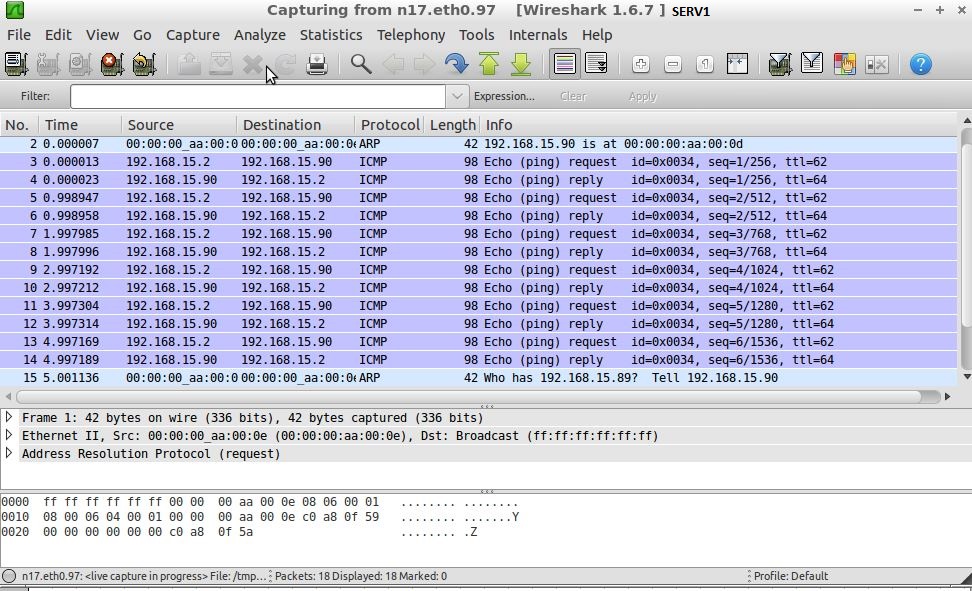 Capturing from n17.eth0.97 [Wireshark 1.6.7 ] SERV1
File Edit View Go Capture Analyze Statistics Telephony Tools Internals Help
Filter: Expression... Clear Apply
No. Time Source Destination Protocol Length Info
2 0.000007 00:00:00_aa:00:0 00:00:00_aa:00:0 ARP 42 192.168.15.90 is at 00:00:00:aa:00:0d
3 0.000013 192.168.15.2 192.168.15.90 ICMP 98 Echo (ping) request id=0x0034, seq=1/256, ttl=62
4 0.000023 192.168.15.90 192.168.15.2 ICMP 98 Echo (ping) reply id=0x0034, seq=1/256, ttl=64
5 0.998947 192.168.15.2 192.168.15.90 ICMP 98 Echo (ping) request id=0x0034, seq=2/512, ttl=62
6 0.998958 192.168.15.90 192.168.15.2 ICMP 98 Echo (ping) reply id=0x0034, seq=2/512, ttl=64
7 1.997985 192.168.15.2 192.168.15.90 ICMP 98 Echo (ping) request id=0x0034, seq=3/768, ttl=62
8 1.997996 192.168.15.90 192.168.15.2 ICMP 98 Echo (ping) reply id=0x0034, seq=3/768, ttl=64
9 2.997192 192.168.15.2 192.168.15.90 ICMP 98 Echo (ping) request id=0x0034, seq=4/1024, ttl=62
10 2.997212 192.168.15.90 192.168.15.2 ICMP 98 Echo (ping) reply id=0x0034, seq=4/1024, ttl=64
11 3.997304 192.168.15.2 192.168.15.90 ICMP 98 Echo (ping) request id=0x0034, seq=5/1280, ttl=62
12 3.997314 192.168.15.90 192.168.15.2 ICMP 98 Echo (ping) reply id=0x0034, seq=5/1280, ttl=64
13 4.997169 192.168.15.2 192.168.15.90 ICMP 98 Echo (ping) request id=0x0034, seq=6/1536, ttl=62
14 4.997189 192.168.15.90 192.168.15.2 ICMP 98 Echo (ping) reply id=0x0034, seq=6/1536, ttl=64
15 5.001136 00:00:00_aa:00:0 00:00:00_aa:00:0 ARP 42 Who has 192.168.15.89? Tell 192.168.15.90
Frame 1: 42 bytes on wire (336 bits), 42 bytes captured (336 bits)
Ethernet II, Src: 00:00:00_aa:00:0e (00:00:00:aa:00:0e), Dst: Broadcast (ff:ff:ff:ff:ff:ff)
Address Resolution Protocol (request)
0000 ff ff ff ff ff ff 00 00 00 aa 00 0e 08 06 00 01 ........ ........
0010 08 00 06 04 00 01 00 00 00 aa 00 0e c0 a8 0f 59 ........ .......Y
0020 00 00 00 00 00 00 c0 a8 0f 5a ........ .Z
n17.eth0.97: <live capture in progress> File: /tmp... Packets: 18 Displayed: 18 Marked: 0 Profile: Default